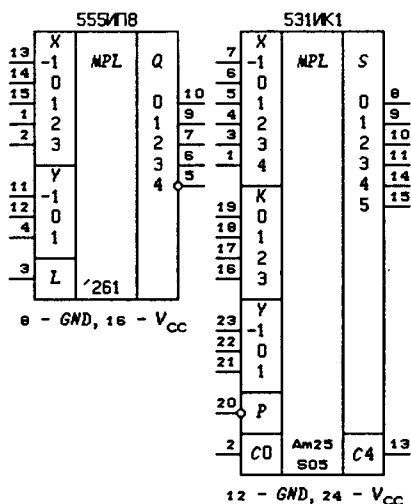 555ИП8
13 X MPL Q
-1
14 0 0 10
15 1 1 9
1 2 2 7
2 3 3 6
4 5
11 Y
-1
12 0
4 1
3 L '261
8 - GND, 16 - VCC
531ИК1
7 X MPL S
-1
6 0 0 8
5 1 1 9
4 2 2 10
3 3 3 11
1 4 4 14
5 15
K
19 0
18 1
17 2
16 3
23 Y
-1
22 0
21 1
20 P
2 C0 Am25 S05 C4 13
12 - GND, 24 - VCC